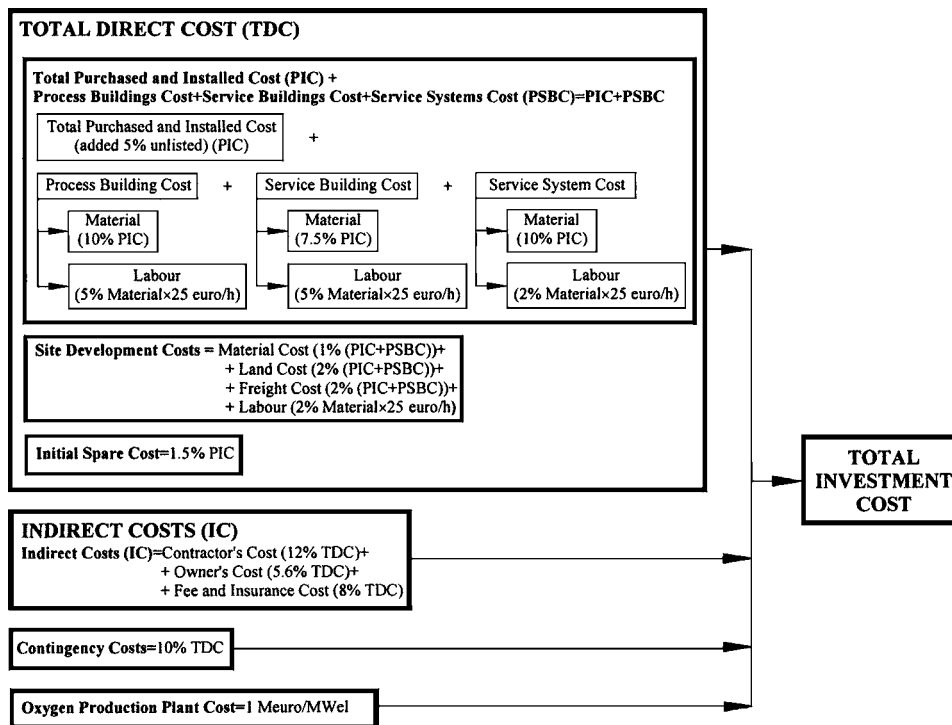 TOTAL DIRECT COST (TDC)
Total Purchased and Installed Cost (PIC) +
Process Buildings Cost+Service Buildings Cost+Service Systems Cost (PSBC)=PIC+PSBC
Total Purchased and Installed Cost
(added 5% unlisted) (PIC)
+
Process Building Cost + Service Building Cost + Service System Cost
Material
(10% PIC)
Material
(7.5% PIC)
Material
(10% PIC)
Labour
(5% Material×25 euro/h)
Labour
(5% Material×25 euro/h)
Labour
(2% Material×25 euro/h)
Site Development Costs = Material Cost (1% (PIC+PSBC))+
+ Land Cost (2% (PIC+PSBC))+
+ Freight Cost (2% (PIC+PSBC)+
+ Labour (2% Material×25 euro/h)
Initial Spare Cost=1.5% PIC
INDIRECT COSTS (IC)
Indirect Costs (IC)=Contractor's Cost (12% TDC)+
+ Owner's Cost (5.6% TDC)+
+ Fee and Insurance Cost (8% TDC)
Contingency Costs=10% TDC
Oxygen Production Plant Cost=1 Meuro/MWel
TOTAL
INVESTMENT
COST